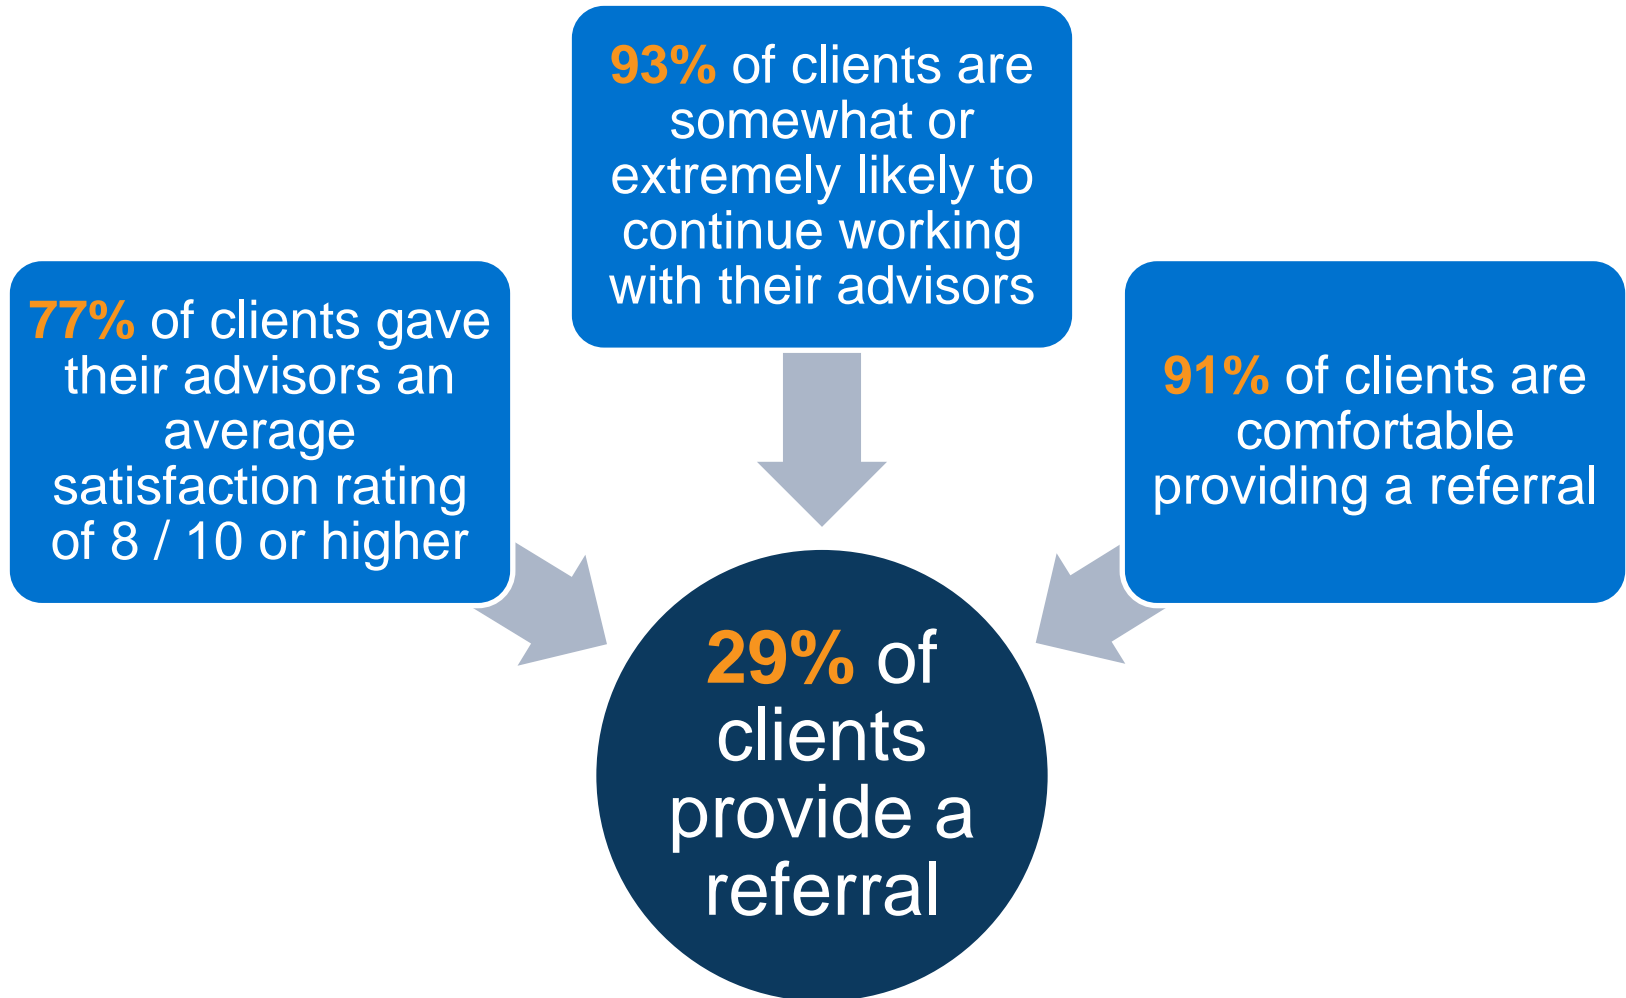 93% of clients are
somewhat or
extremely likely to
continue working
with their advisors
77% of clients gave
their advisors an
average
satisfaction rating
of 8 / 10 or higher
91% of clients are
comfortable
providing a referral
29% of
clients
provide a
referral